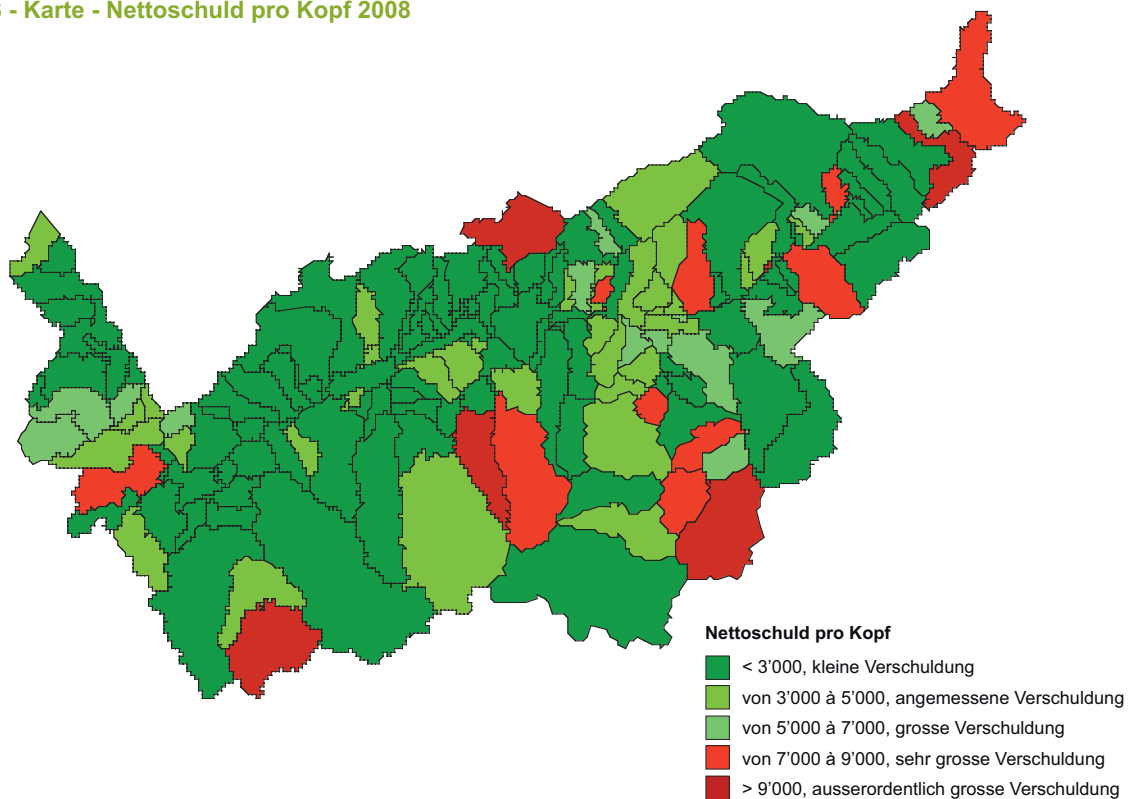 - Karte - Nettoschuld pro Kopf 2008
Nettoschuld pro Kopf
< 3’000, kleine Verschuldung
von 3’000 à 5’000, angemessene Verschuldung
von 5’000 à 7’000, grosse Verschuldung
von 7’000 à 9’000, sehr grosse Verschuldung
> 9’000, ausserordentlich grosse Verschuldung